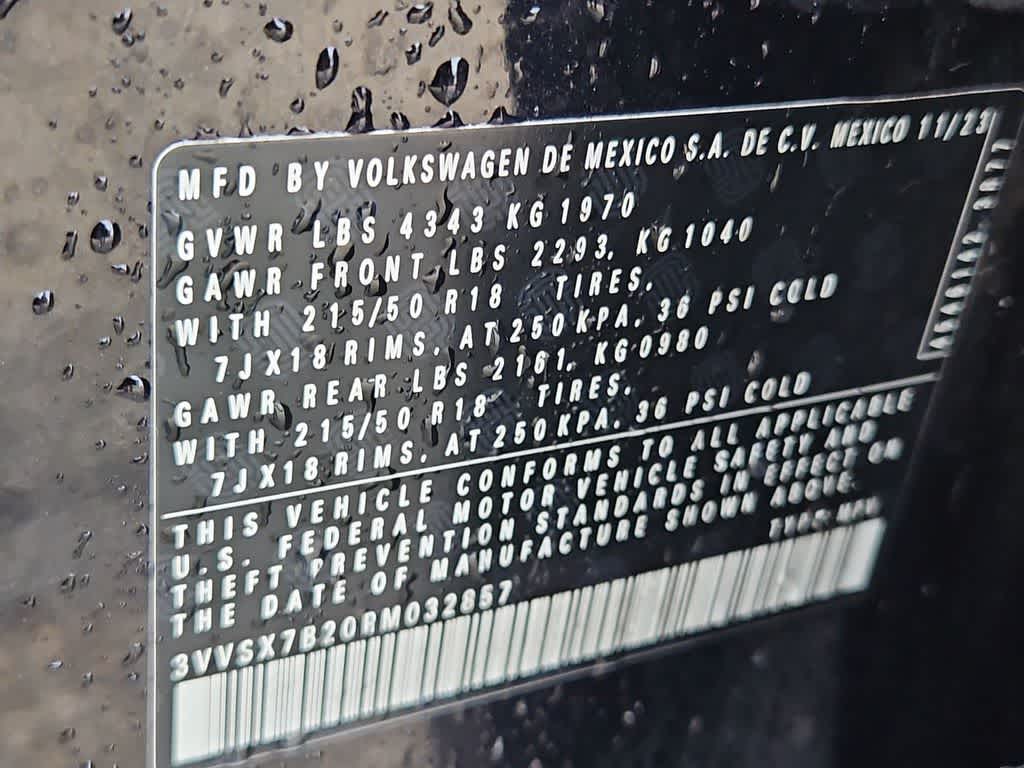 MFD BY VOLKSWAGEN DE MEXICO S.A. DE C.V. MEXICO 11/23
GVWR LBS 4343 KG 1970
GAWR FRONT LBS 2293, KG 1040
WITH 215/50 R18 TIRES.
7JX18 RIMS. AT 250 KPA. 36 PSI COLD
GAWR REAR LBS 2161, KG 0980
WITH 215/50 R18 TIRES.
7JX18 RIMS. AT 250 KPA. 36 PSI COLD
THIS VEHICLE CONFORMS TO ALL APPLICABLE
U.S. FEDERAL MOTOR VEHICLE SAFETY AND
THEFT PREVENTION STANDARDS IN EFFECT ON
THE DATE OF MANUFACTURE SHOWN ABOVE.
TYPE: MPV
3VVSX7B20RM032857